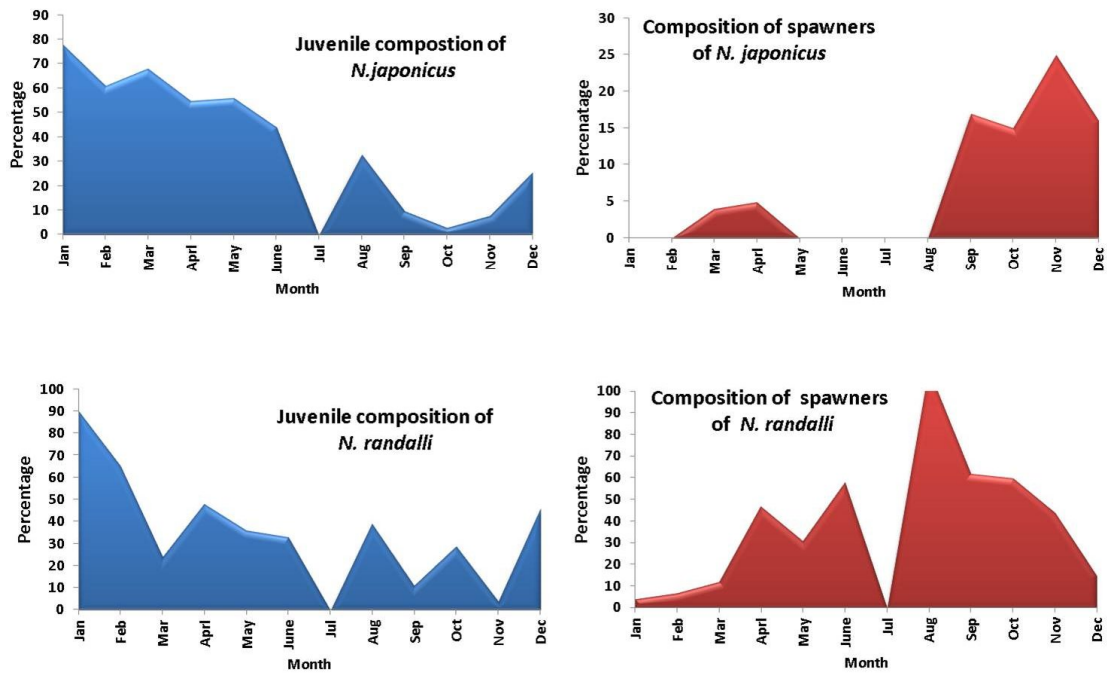 Juvenile compostion of
N.japonicus
Percentage
90
80
70
60
50
40
30
20
10
0
Jan
Feb
Mar
Aprl
May
June
Jul
Aug
Sep
Oct
Nov
Dec
Month
Composition of spawners
of N. japonicus
Percenatage
30
25
20
15
10
5
0
Jan
Feb
Mar
Aprl
May
June
Jul
Aug
Sep
Oct
Nov
Dec
Month
Juvenile composition of
N. randalli
Percentage
100
90
80
70
60
50
40
30
20
10
0
Jan
Feb
Mar
Aprl
May
June
Jul
Aug
Sep
Oct
Nov
Dec
Month
Composition of spawners
of N. randalli
Percentage
100
90
80
70
60
50
40
30
20
10
0
Jan
Feb
Mar
Aprl
May
June
Jul
Aug
Sep
Oct
Nov
Dec
Month